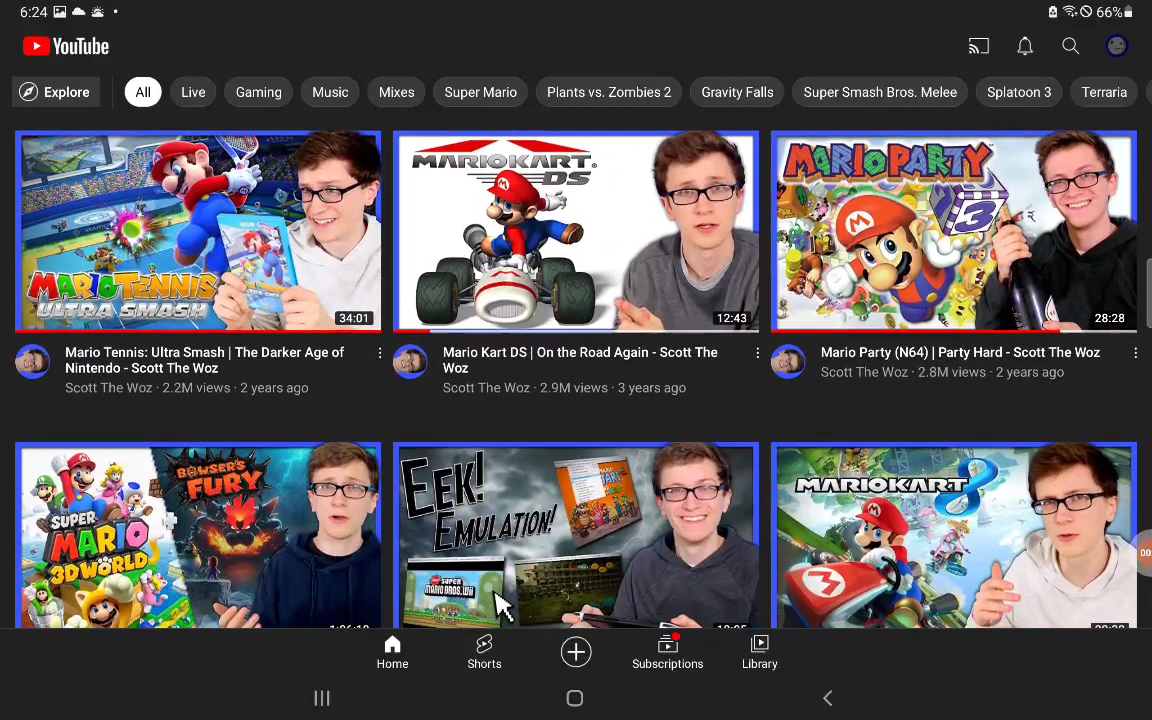 6:24
66%
YouTube
Explore
All
Live
Gaming
Music
Mixes
Super Mario
Plants vs. Zombies 2
Gravity Falls
Super Smash Bros. Melee
Splatoon 3
Terraria
MARIO TENNIS
ULTRA SMASH
34:01
MARIOKART
DS
12:43
MARIO PARTY
3
28:28
Mario Tennis: Ultra Smash | The Darker Age of
Nintendo - Scott The Woz
Scott The Woz · 2.2M views · 2 years ago
Mario Kart DS | On the Road Again - Scott The
Woz
Scott The Woz · 2.9M views · 3 years ago
Mario Party (N64) | Party Hard - Scott The Woz
Scott The Woz · 2.8M views · 2 years ago
SUPER
MARIO
3D WORLD
BOWSER'S
FURY
EEK!
EMULATION!
SUPER
MARIO BROS. WII
MARIOKART 8
Home
Shorts
Subscriptions
Library